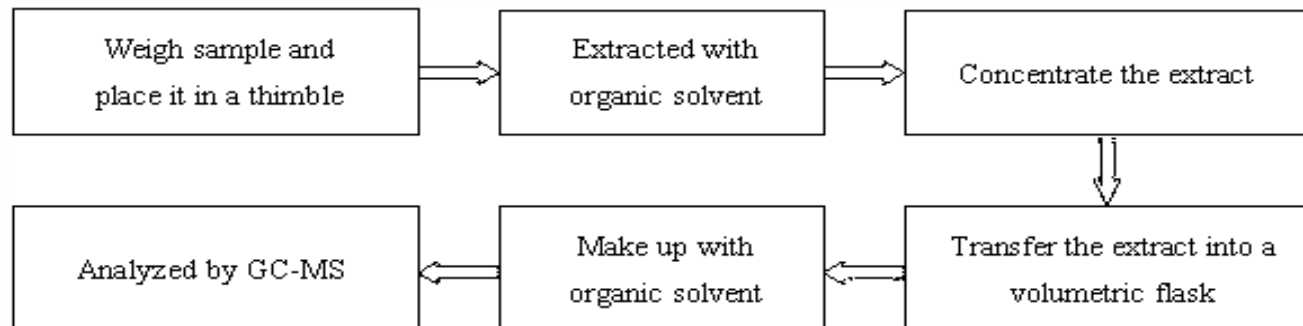 Weigh sample and
place it in a thimble
Extracted with
organic solvent
Concentrate the extract
Transfer the extract into a
volumetric flask
Make up with
organic solvent
Analyzed by GC-MS